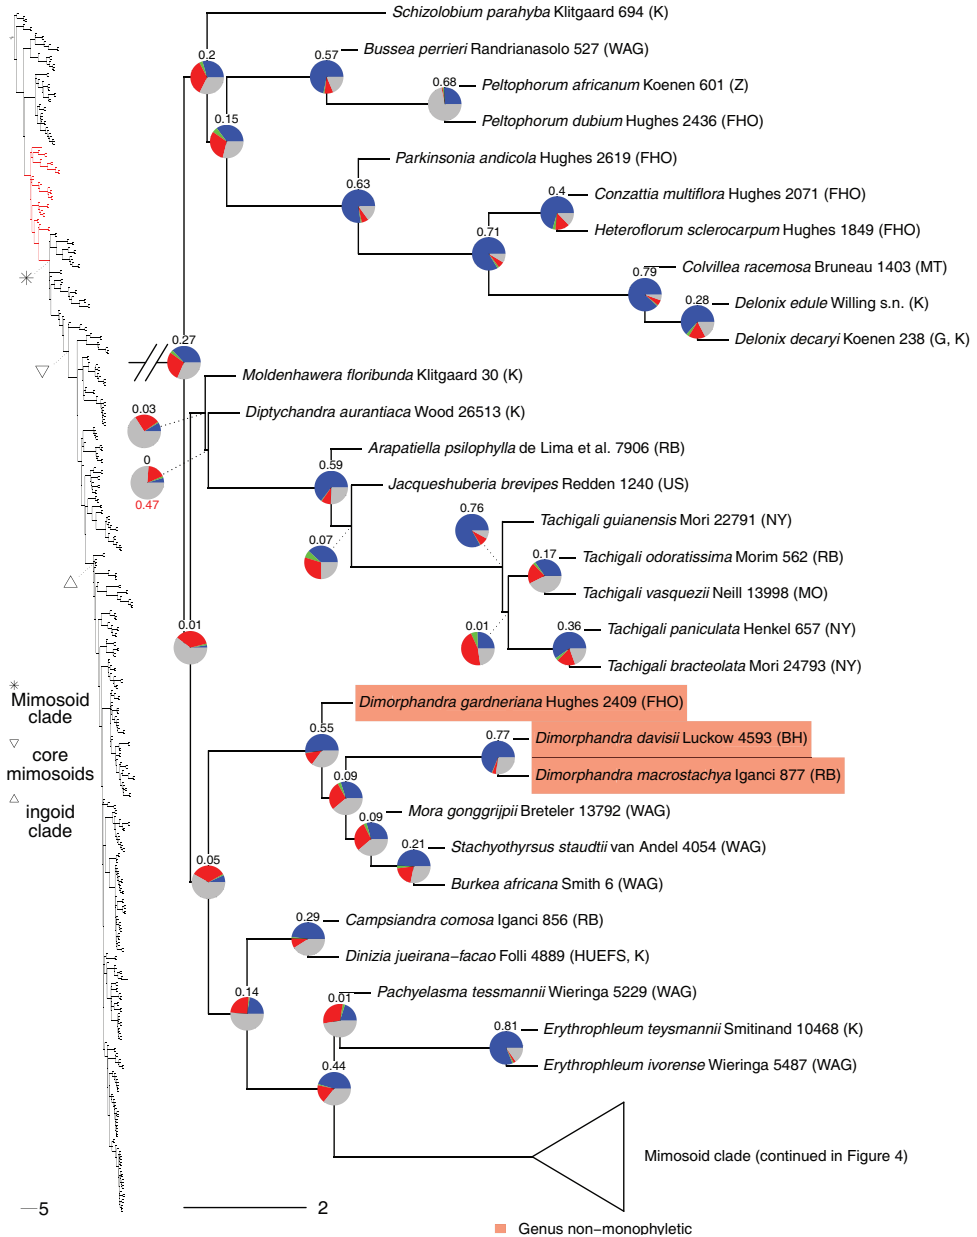 Schizolobium parahyba Klitgaard 694 (K)
0.2
Bussea perrieri Randrianasolo 527 (WAG)
0.57
Peltophorum africanum Koenen 601 (Z)
0.68
Peltophorum dubium Hughes 2436 (FHO)
0.15
Parkinsonia andicola Hughes 2619 (FHO)
0.63
Conzattia multiflora Hughes 2071 (FHO)
0.4
Heteroflorum sclerocarpum Hughes 1849 (FHO)
0.71
Colvillea racemosa Bruneau 1403 (MT)
0.79
Delonix edule Willing s.n. (K)
0.28
Delonix decaryi Koenen 238 (G, K)
0.27
Moldenhawera floribunda Klitgaard 30 (K)
0.03
Diptychandra aurantiaca Wood 26513 (K)
0
0.47
Arapatiella psilophylla de Lima et al. 7906 (RB)
0.59
Jacqueshuberia brevipes Redden 1240 (US)
0.07
0.76
Tachigali guianensis Mori 22791 (NY)
Tachigali odoratissima Morim 562 (RB)
0.17
Tachigali vasquezii Neill 13998 (MO)
0.01
Tachigali paniculata Henkel 657 (NY)
0.36
Tachigali bracteolata Mori 24793 (NY)
0.01
Dimorphandra gardneriana Hughes 2409 (FHO)
0.55
Dimorphandra davisii Luckow 4593 (BH)
0.77
Dimorphandra macrostachya Iganci 877 (RB)
0.09
Mora gonggrijpii Breteler 13792 (WAG)
0.09
Stachyothyrsus staudtii van Andel 4054 (WAG)
0.21
Burkea africana Smith 6 (WAG)
0.05
Campsiandra comosa Iganci 856 (RB)
0.29
Dinizia jueirana−facao Folli 4889 (HUEFS, K)
0.14
Pachyelasma tessmannii Wieringa 5229 (WAG)
0.01
Erythrophleum teysmannii Smitinand 10468 (K)
0.81
Erythrophleum ivorense Wieringa 5487 (WAG)
0.44
Mimosoid clade (continued in Figure 4)
Mimosoid
clade
core
mimosoids
ingoid
clade
5
2
Genus non−monophyletic